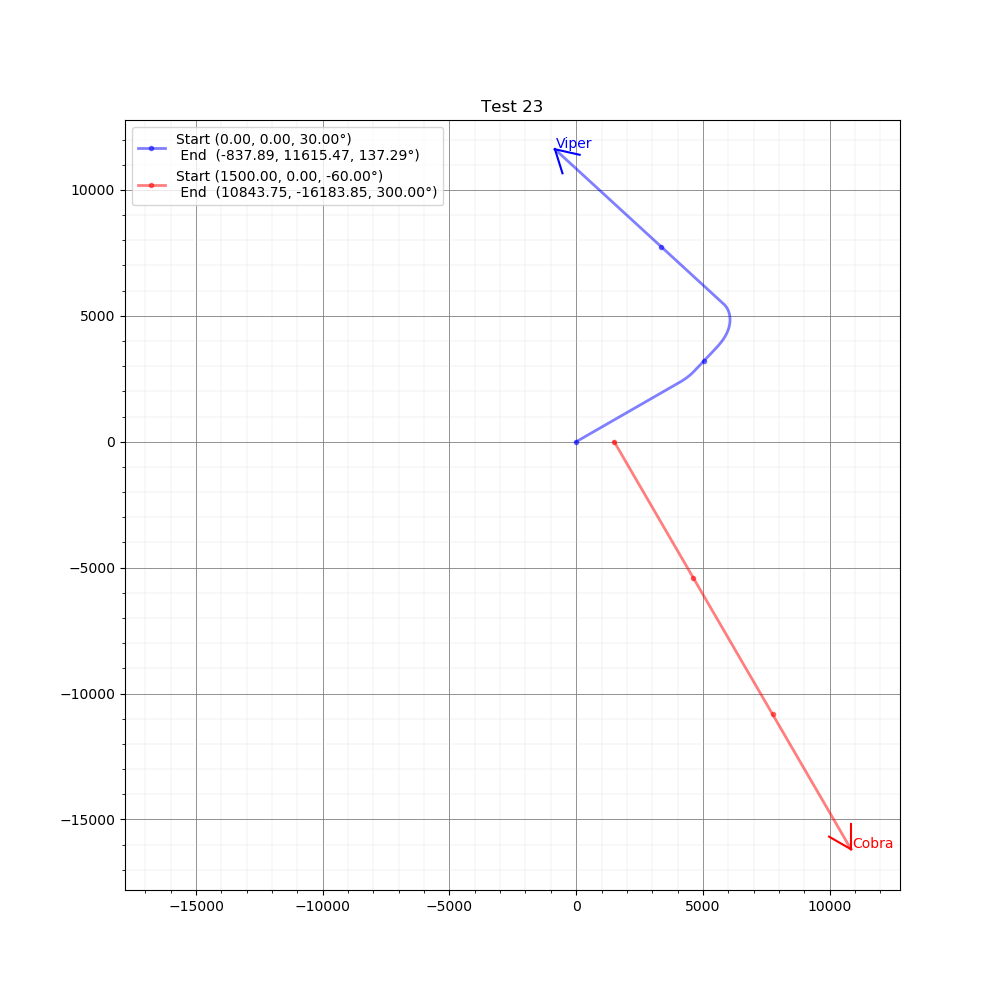 Test 23
Start (0.00, 0.00, 30.00°)
End  (-837.89, 11615.47, 137.29°)
Start (1500.00, 0.00, -60.00°)
End  (10843.75, -16183.85, 300.00°)
Viper
Cobra
10000
5000
0
−5000
−10000
−15000
−15000
−10000
−5000
0
5000
10000